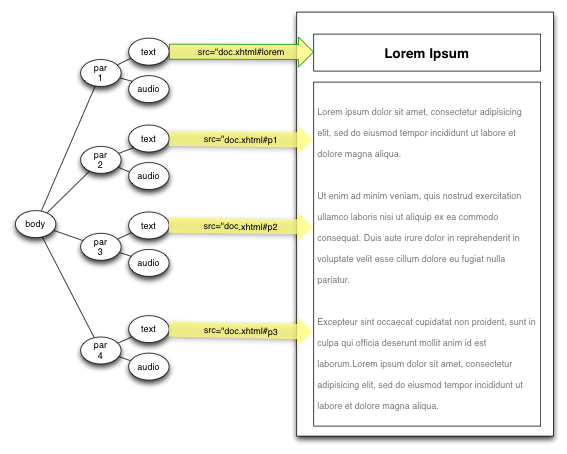 text
src="doc.xhtml#lorem
par
1
audio
Lorem Ipsum
text
src="doc.xhtml#p1
par
2
audio
body
text
src="doc.xhtml#p2
par
3
audio
text
src="doc.xhtml#p3
par
4
audio
Lorem ipsum dolor sit amet, consectetur adipisicing
elit, sed do eiusmod tempor incididunt ut labore et
dolore magna aliqua.
Ut enim ad minim veniam, quis nostrud exercitation
ullamco laboris nisi ut aliquip ex ea commodo
consequat. Duis aute irure dolor in reprehenderit in
voluptate velit esse cillum dolore eu fugiat nulla
pariatur.
Excepteur sint occaecat cupidatat non proident, sunt in
culpa qui officia deserunt mollit anim id est
laborum.Lorem ipsum dolor sit amet, consectetur
adipisicing elit, sed do eiusmod tempor incididunt ut
labore et dolore magna aliqua.